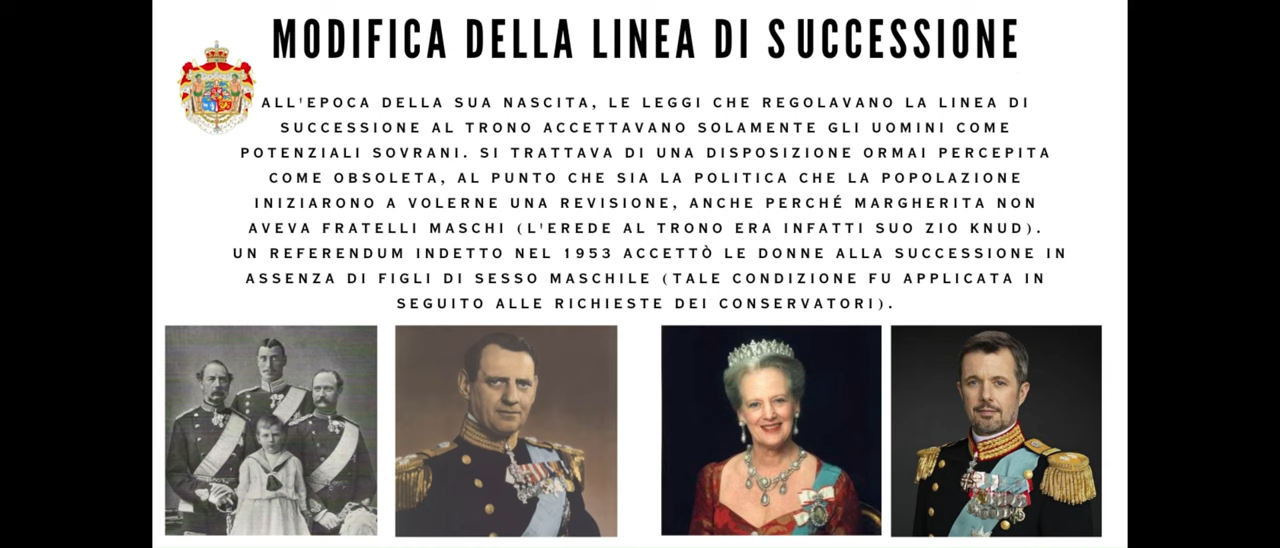 MODIFICA DELLA LINEA DI SUCCESSIONE
ALL'EPOCA DELLA SUA NASCITA, LE LEGGI CHE REGOLAVANO LA LINEA DI
SUCCESSIONE AL TRONO ACCETTAVANO SOLAMENTE GLI UOMINI COME
POTENZIALI SOVRANI. SI TRATTAVA DI UNA DISPOSIZIONE ORMAI PERCEPITA
COME OBSOLETA, AL PUNTO CHE SIA LA POLITICA CHE LA POPOLAZIONE
INIZIARONO A VOLERNE UNA REVISIONE, ANCHE PERCHÉ MARGHERITA NON
AVEVA FRATELLI MASCHI (L'EREDE AL TRONO ERA INFATTI SUO ZIO KNUD).
UN REFERENDUM INDETTO NEL 1953 ACCETTÒ LE DONNE ALLA SUCCESSIONE IN
ASSENZA DI FIGLI DI SESSO MASCHILE (TALE CONDIZIONE FU APPLICATA IN
SEGUITO ALLE RICHIESTE DEI CONSERVATORI).